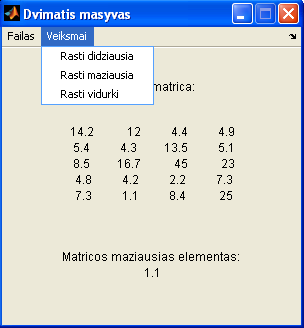 Dvimatis masyvas
Failas Veiksmai
Rasti didziausia
Rasti maziausia
Rasti vidurki
matrica:
14.2 12 4.4 4.9
5.4 4.3 13.5 5.1
8.5 16.7 45 23
4.8 4.2 2.2 7.3
7.3 1.1 8.4 25
Matricos maziausias elementas:
1.1